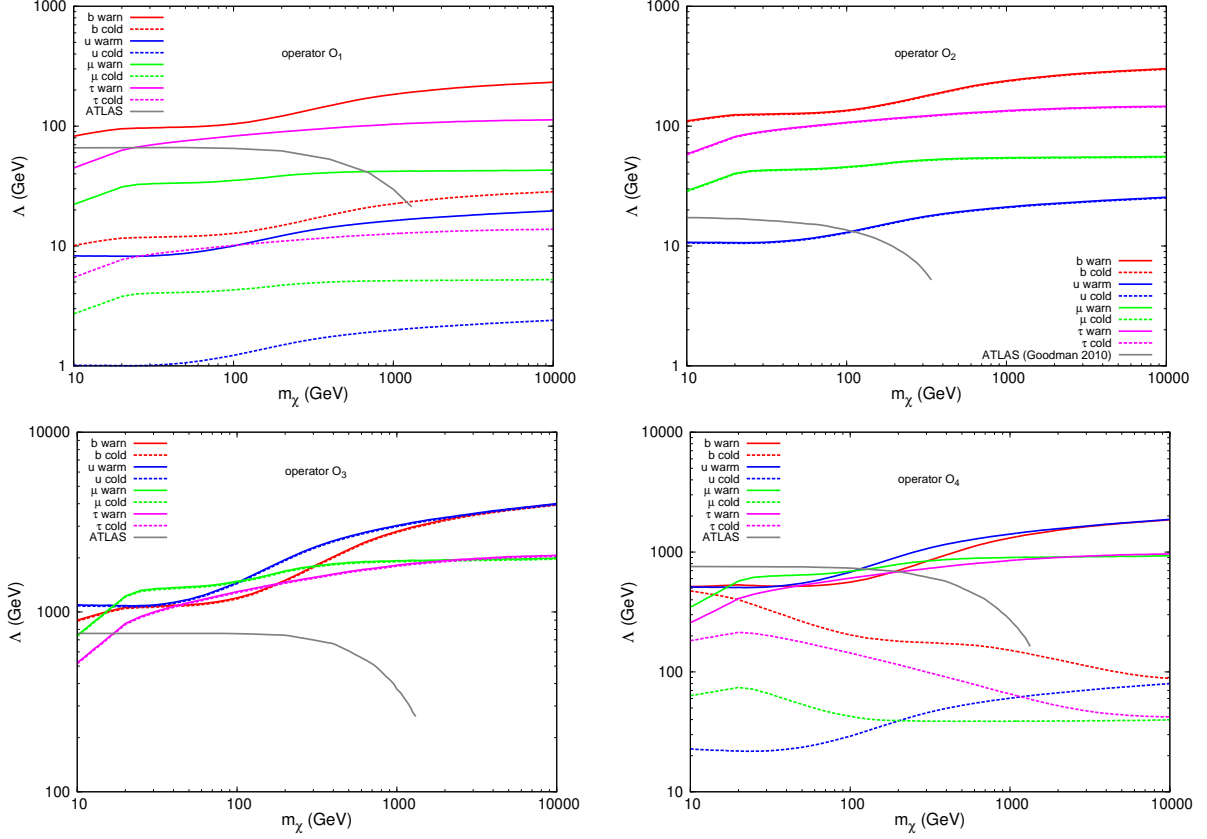 1000
100
10
1
Λ (GeV)
b warn
b cold
u warm
u cold
μ warn
μ cold
τ warn
τ cold
ATLAS
operator O1
10 100 1000 10000
mχ (GeV)
1000
100
10
1
Λ (GeV)
operator O2
b warn
b cold
u warm
u cold
μ warn
μ cold
τ warn
τ cold
ATLAS (Goodman 2010)
10 100 1000 10000
mχ (GeV)
10000
1000
100
Λ (GeV)
b warn
b cold
u warm
u cold
μ warn
μ cold
τ warn
τ cold
ATLAS
operator O3
10 100 1000 10000
mχ (GeV)
10000
1000
100
10
Λ (GeV)
b warn
b cold
u warm
u cold
μ warn
μ cold
τ warn
τ cold
ATLAS
operator O4
10 100 1000 10000
mχ (GeV)